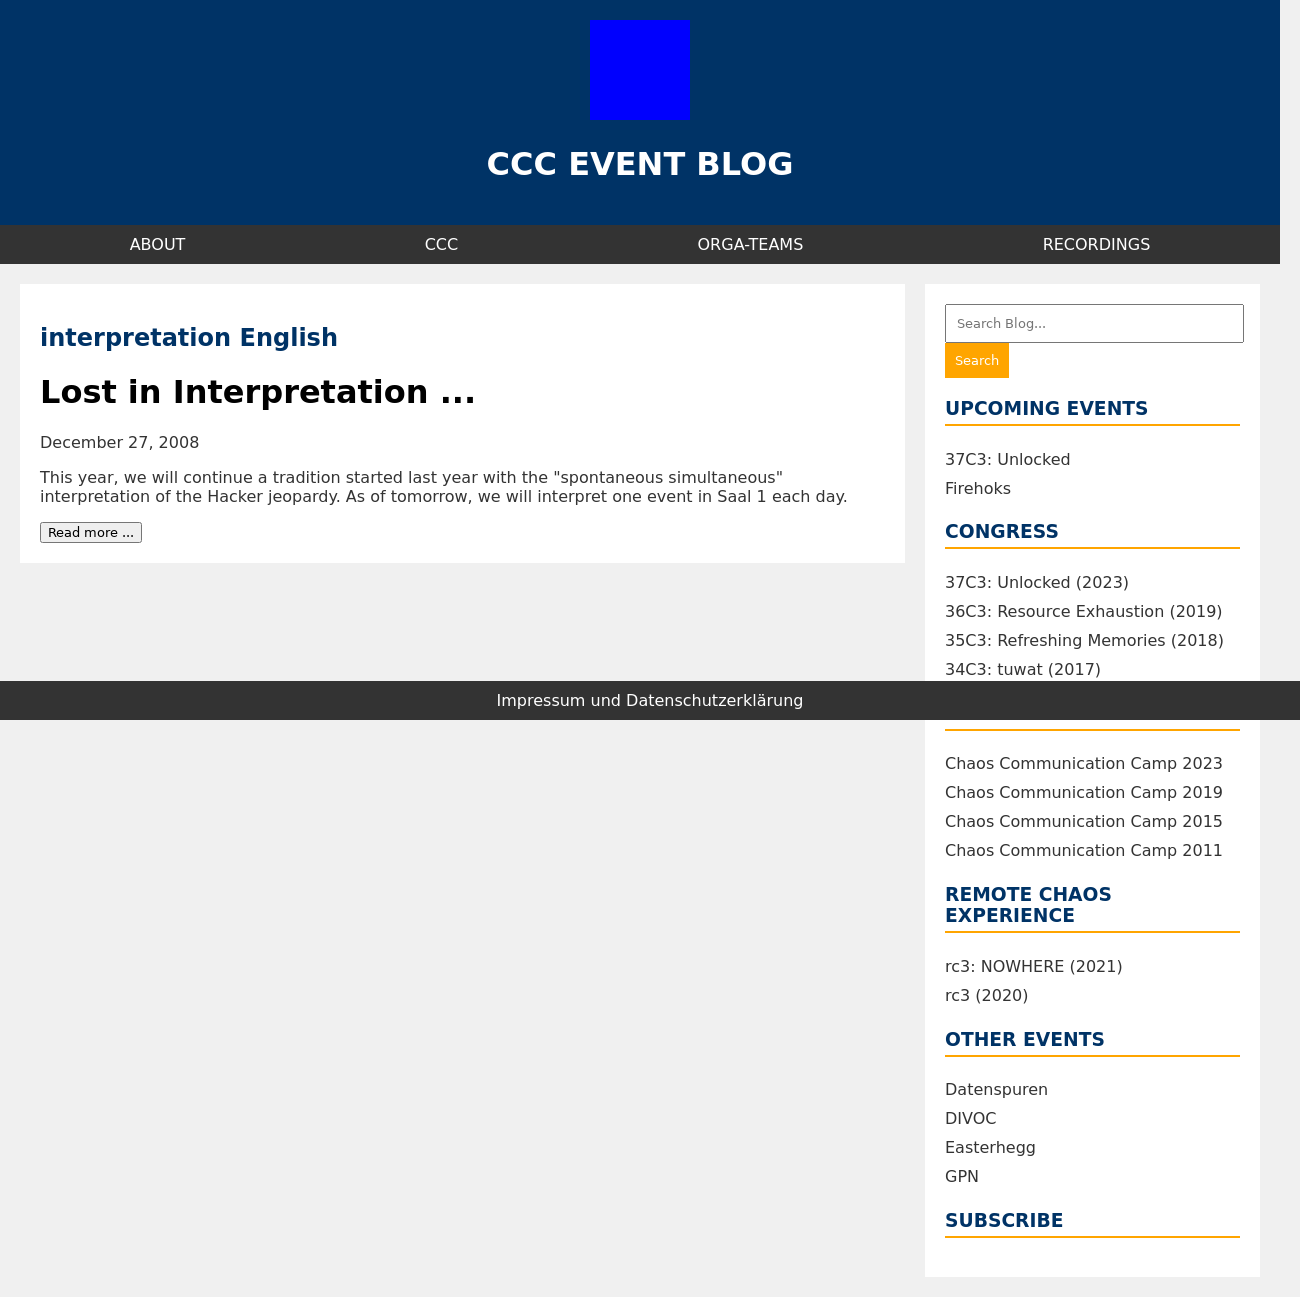 CCC EVENT BLOG
ABOUT
CCC
ORGA-TEAMS
RECORDINGS
interpretation English
Lost in Interpretation ...
December 27, 2008
This year, we will continue a tradition started last year with the "spontaneous simultaneous"
interpretation of the Hacker jeopardy. As of tomorrow, we will interpret one event in Saal 1 each day.
Read more ...
Search Blog...
Search
UPCOMING EVENTS
37C3: Unlocked
Firehoks
CONGRESS
37C3: Unlocked (2023)
36C3: Resource Exhaustion (2019)
35C3: Refreshing Memories (2018)
34C3: tuwat (2017)
Impressum und Datenschutzerklärung
Chaos Communication Camp 2023
Chaos Communication Camp 2019
Chaos Communication Camp 2015
Chaos Communication Camp 2011
REMOTE CHAOS
EXPERIENCE
rc3: NOWHERE (2021)
rc3 (2020)
OTHER EVENTS
Datenspuren
DIVOC
Easterhegg
GPN
SUBSCRIBE